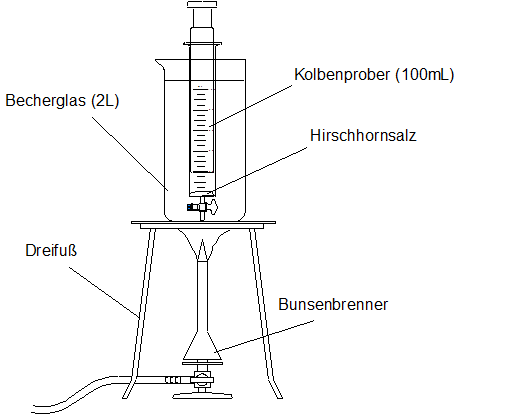 Kolbenprober (100mL)
Becherglas (2L)
Hirschhornsalz
Dreifuß
Bunsenbrenner